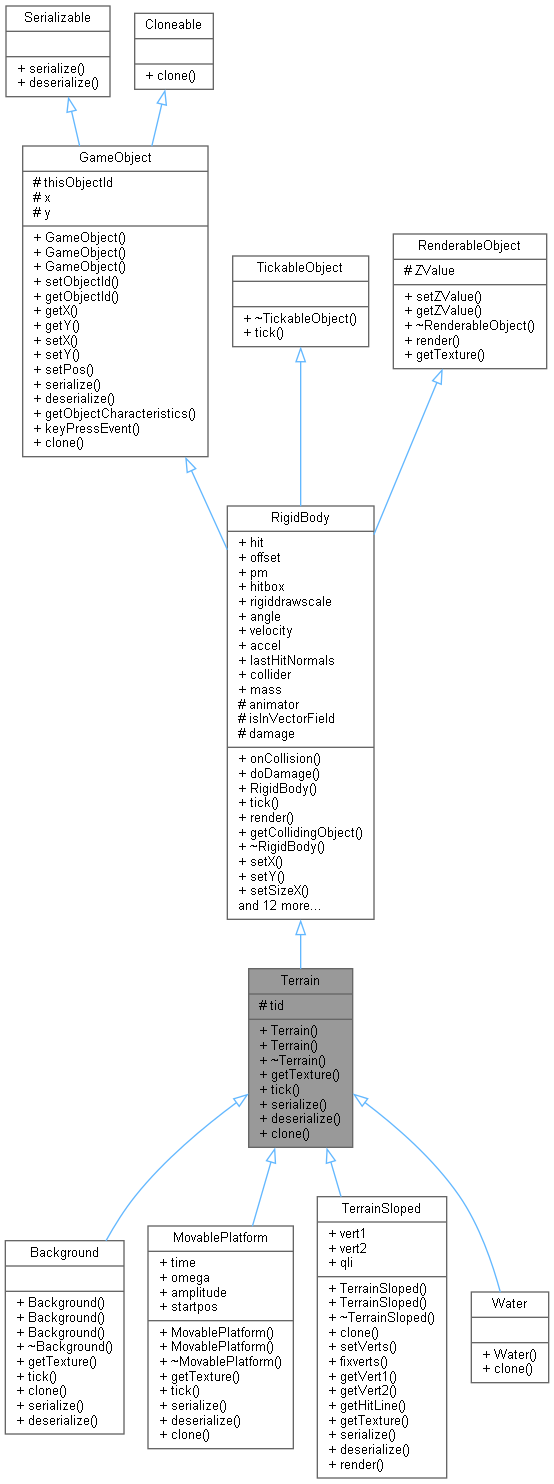 Serializable
+ serialize()
+ deserialize()
Cloneable
+ clone()
GameObject
# thisObjectId
# x
# y
+ GameObject()
+ GameObject()
+ GameObject()
+ setObjectId()
+ getObjectId()
+ getX()
+ getY()
+ setX()
+ setY()
+ setPos()
+ serialize()
+ deserialize()
+ getObjectCharacteristics()
+ keyPressEvent()
+ clone()
TickableObject
+ ~TickableObject()
+ tick()
RenderableObject
# ZValue
+ setZValue()
+ getZValue()
+ ~RenderableObject()
+ render()
+ getTexture()
RigidBody
+ hit
+ offset
+ pm
+ hitbox
+ rigiddrawscale
+ angle
+ velocity
+ accel
+ lastHitNormals
+ collider
+ mass
# animator
# isInVectorField
# damage
+ onCollision()
+ doDamage()
+ RigidBody()
+ tick()
+ render()
+ getCollidingObject()
+ ~RigidBody()
+ setX()
+ setY()
+ setSizeX()
and 12 more...
Terrain
# tid
+ Terrain()
+ Terrain()
+ ~Terrain()
+ getTexture()
+ tick()
+ serialize()
+ deserialize()
+ clone()
Background
+ Background()
+ Background()
+ Background()
+ ~Background()
+ getTexture()
+ tick()
+ clone()
+ serialize()
+ deserialize()
MovablePlatform
+ time
+ omega
+ amplitude
+ startpos
+ MovablePlatform()
+ MovablePlatform()
+ ~MovablePlatform()
+ getTexture()
+ tick()
+ serialize()
+ deserialize()
+ clone()
TerrainSloped
+ vert1
+ vert2
+ qli
+ TerrainSloped()
+ TerrainSloped()
+ ~TerrainSloped()
+ clone()
+ setVerts()
+ fixverts()
+ getVert1()
+ getVert2()
+ getHitLine()
+ getTexture()
+ serialize()
+ deserialize()
+ render()
Water
+ Water()
+ clone()